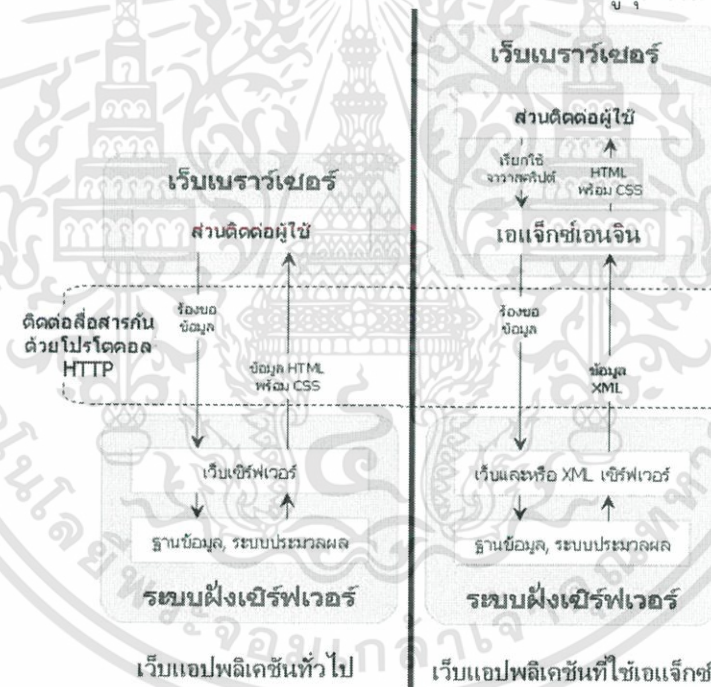 เว็บเบราว์เซอร์
ส่วนติดต่อผู้ใช้
ติดต่อสื่อสารกัน
ด้วยโปรโตคอล
HTTP
ร้องขอ
ข้อมูล
ข้อมูล HTML
พร้อม CSS
เว็บเซิร์ฟเวอร์
ฐานข้อมูล, ระบบประมวลผล
ระบบฝั่งเซิร์ฟเวอร์
เว็บแอปพลิเคชันทั่วไป
เว็บเบราว์เซอร์
ส่วนติดต่อผู้ใช้
เรียกใช้
จาวาสคริปต์
HTML
พร้อม CSS
เอแจ็กซ์เอนจิน
ร้องขอ
ข้อมูล
ข้อมูล
XML
เว็บและหรือ XML เซิร์ฟเวอร์
ฐานข้อมูล, ระบบประมวลผล
ระบบฝั่งเซิร์ฟเวอร์
เว็บแอปพลิเคชันที่ใช้เอแจ็กซ์